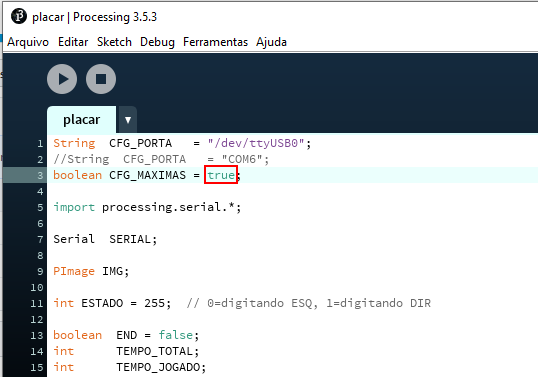 placar | Processing 3.5.3
Arquivo Editar Sketch Debug Ferramentas Ajuda
placar ▼
1 String  CFG_PORTA   = "/dev/ttyUSB0";
2 //String  CFG_PORTA   = "COM6";
3 boolean CFG_MAXIMAS = true;
4
5 import processing.serial.*;
6
7 Serial  SERIAL;
8
9 PImage IMG;
10
11 int ESTADO = 255;  // 0=digitando ESQ, 1=digitando DIR
12
13 boolean  END = false;
14 int      TEMPO_TOTAL;
15 int      TEMPO_JOGADO;